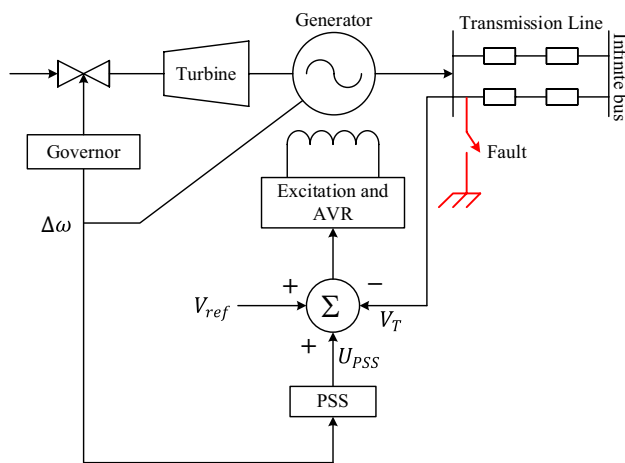 Generator
Transmission Line
Infinite bus
Turbine
Governor
Fault
Excitation and
AVR
Δω
+
−
V_ref
Σ
V_T
+
U_PSS
PSS